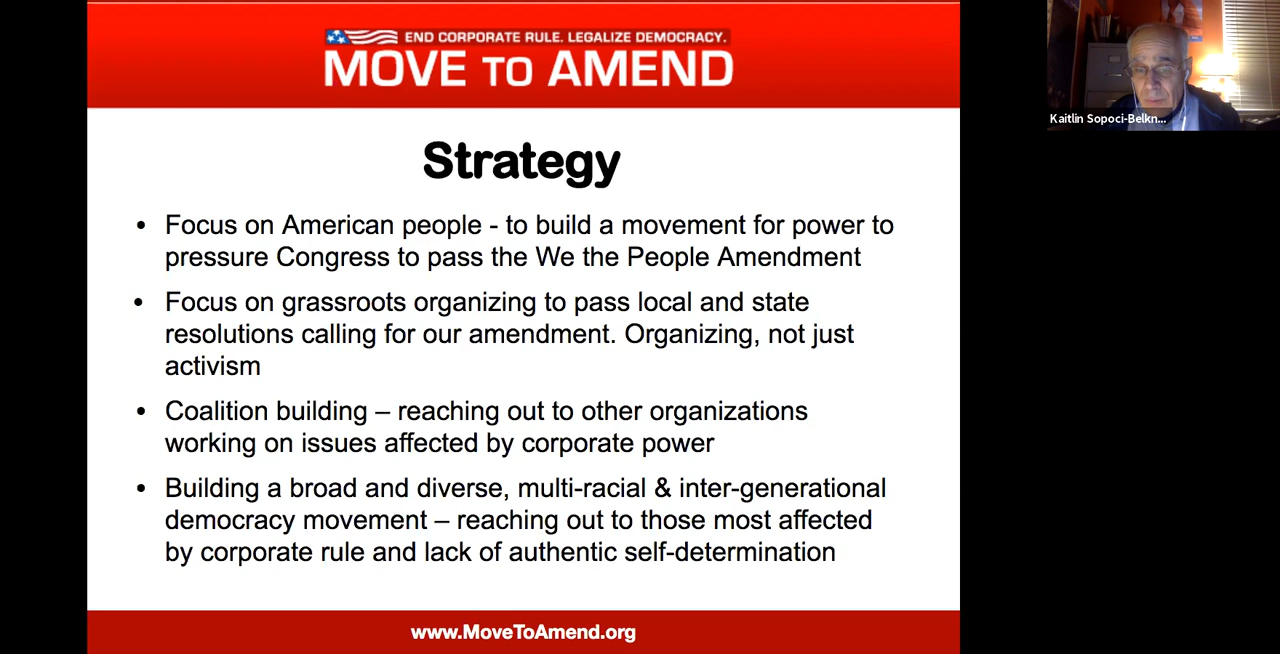 END CORPORATE RULE. LEGALIZE DEMOCRACY.
MOVE TO AMEND
Kaitlin Sopoci-Belkn...
Strategy
• Focus on American people - to build a movement for power to
pressure Congress to pass the We the People Amendment
• Focus on grassroots organizing to pass local and state
resolutions calling for our amendment. Organizing, not just
activism
• Coalition building – reaching out to other organizations
working on issues affected by corporate power
• Building a broad and diverse, multi-racial & inter-generational
democracy movement – reaching out to those most affected
by corporate rule and lack of authentic self-determination
www.MoveToAmend.org